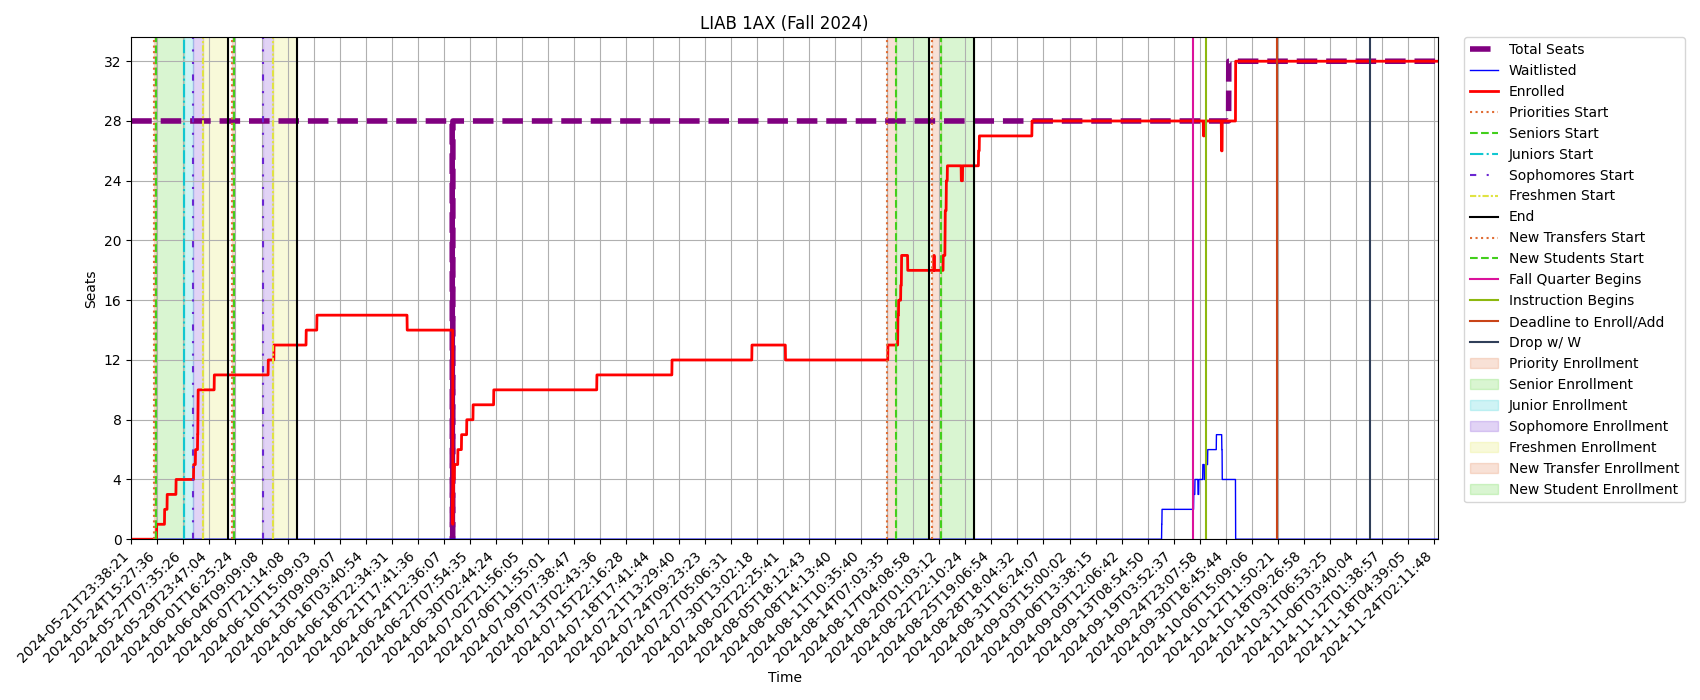 LIAB 1AX (Fall 2024)
Seats
32
28
24
20
16
12
8
4
0
2024-05-21T23:38:21
2024-05-24T15:27:36
2024-05-27T07:35:26
2024-05-29T23:47:04
2024-06-01T16:25:24
2024-06-04T09:09:08
2024-06-07T21:14:08
2024-06-10T15:09:03
2024-06-13T09:09:07
2024-06-16T03:40:54
2024-06-18T22:34:31
2024-06-21T17:41:36
2024-06-24T12:36:07
2024-06-27T07:54:35
2024-06-30T02:44:24
2024-07-02T21:56:05
2024-07-06T11:55:01
2024-07-09T07:38:47
2024-07-13T02:43:36
2024-07-15T22:16:28
2024-07-18T17:41:44
2024-07-21T13:29:40
2024-07-24T09:23:23
2024-07-27T05:06:31
2024-07-30T13:02:18
2024-08-02T22:25:41
2024-08-05T18:12:43
2024-08-08T14:13:40
2024-08-11T10:35:40
2024-08-14T07:03:35
2024-08-17T04:08:58
2024-08-20T01:03:12
2024-08-22T22:10:24
2024-08-25T19:06:54
2024-08-28T18:04:32
2024-08-31T16:24:07
2024-09-03T15:00:02
2024-09-06T13:38:15
2024-09-09T12:06:42
2024-09-13T08:54:50
2024-09-19T03:52:37
2024-09-24T23:07:58
2024-09-30T18:45:44
2024-10-06T15:09:06
2024-10-12T11:50:21
2024-10-18T09:26:58
2024-10-31T06:53:25
2024-11-06T03:40:04
2024-11-12T01:38:57
2024-11-18T04:39:05
2024-11-24T02:11:48
Time
Total Seats
Waitlisted
Enrolled
Priorities Start
Seniors Start
Juniors Start
Sophomores Start
Freshmen Start
End
New Transfers Start
New Students Start
Fall Quarter Begins
Instruction Begins
Deadline to Enroll/Add
Drop w/ W
Priority Enrollment
Senior Enrollment
Junior Enrollment
Sophomore Enrollment
Freshmen Enrollment
New Transfer Enrollment
New Student Enrollment